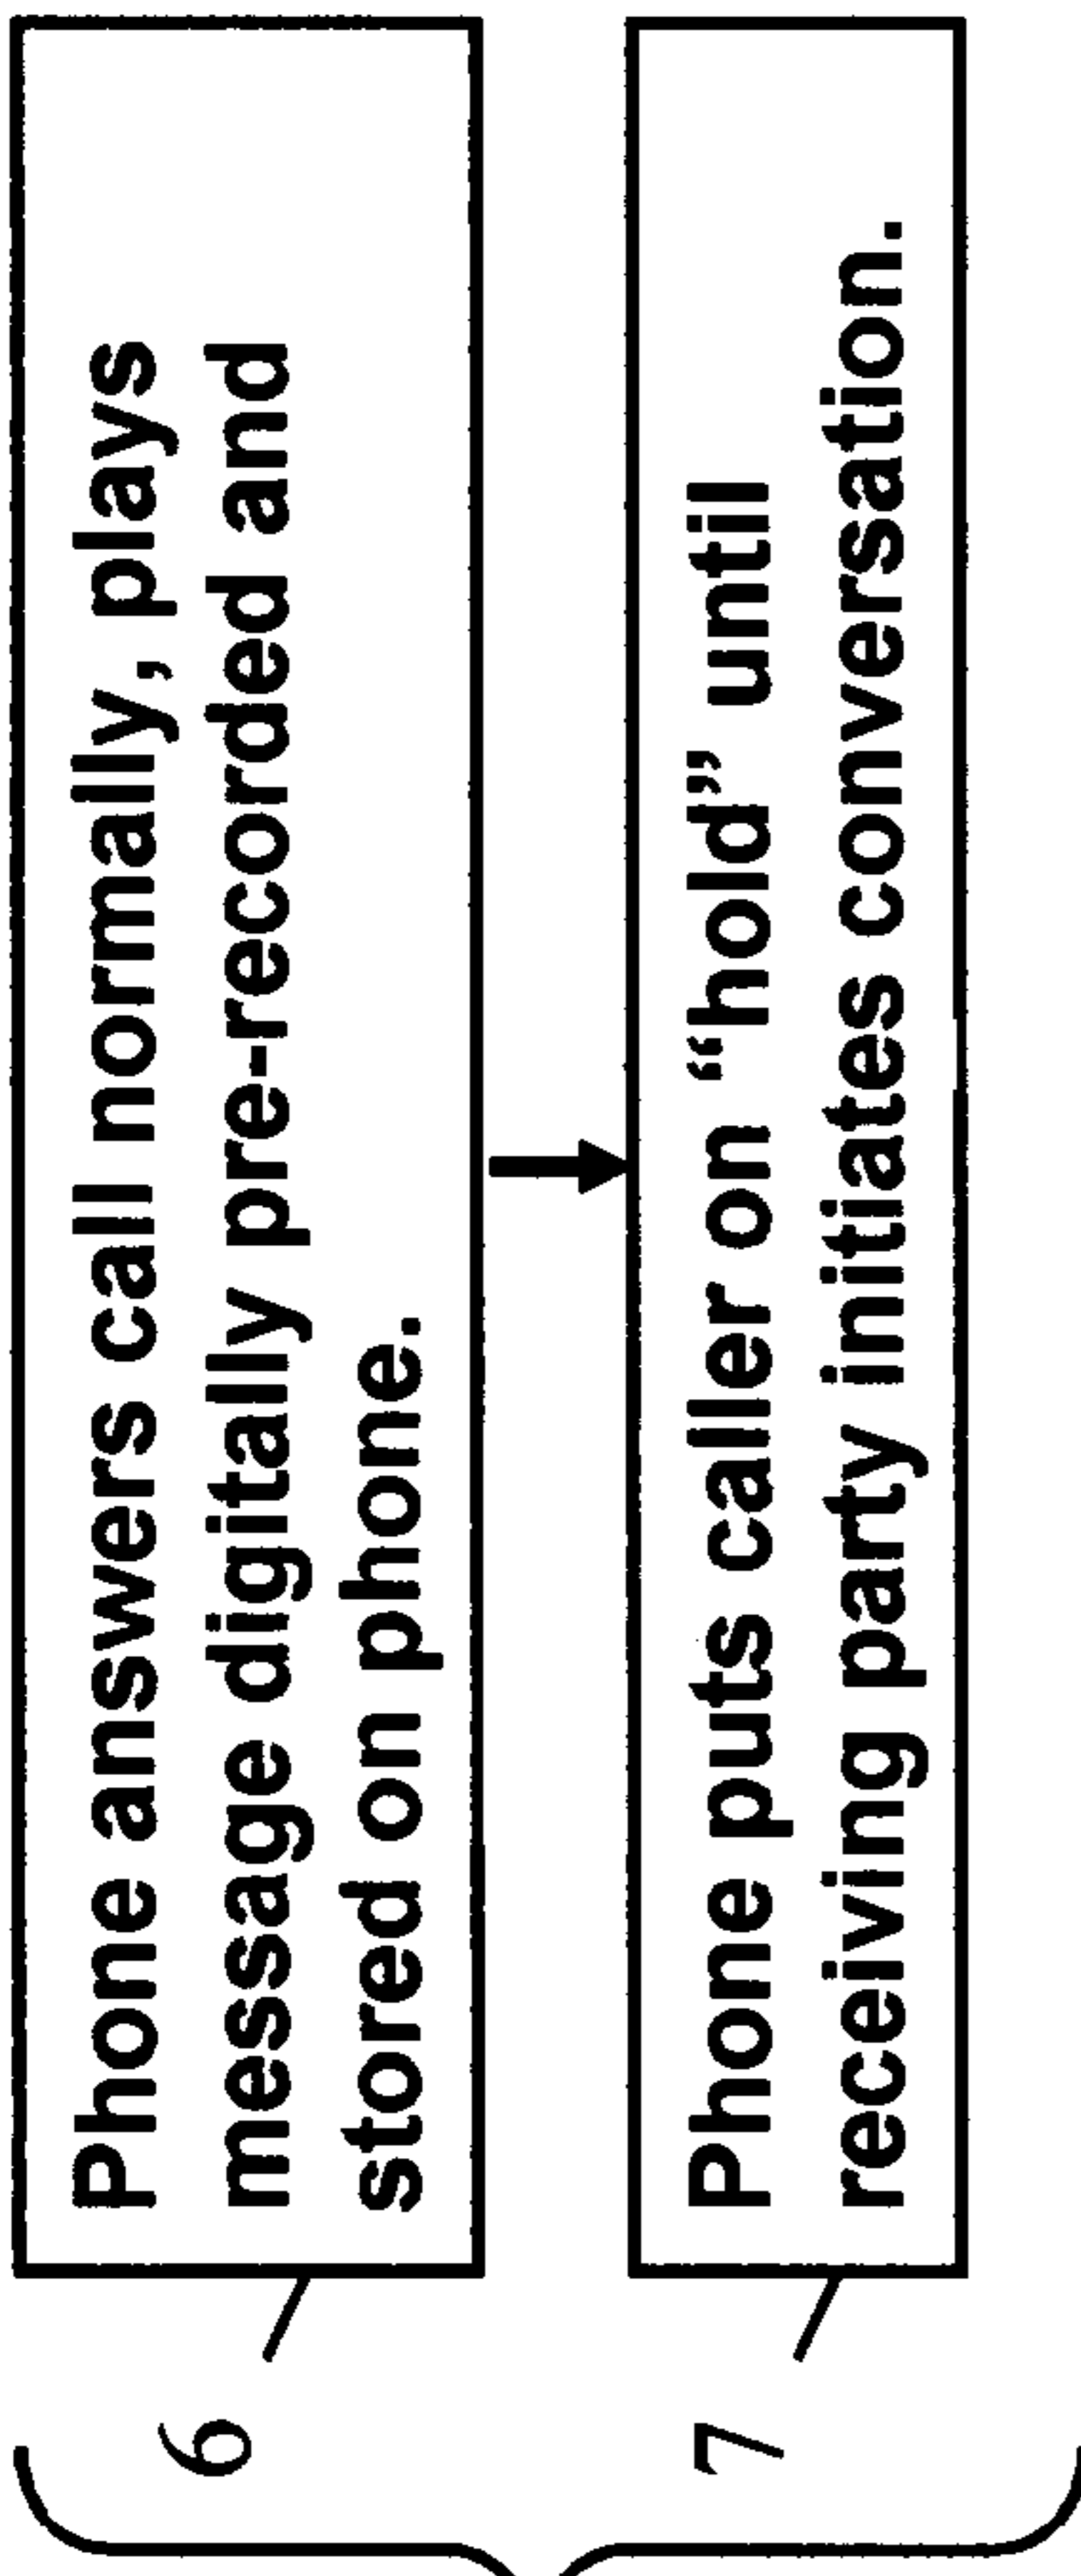 6
Phone answers call normally, plays
message digitally pre-recorded and
stored on phone.
7
Phone puts caller on “hold” until
receiving party initiates conversation.